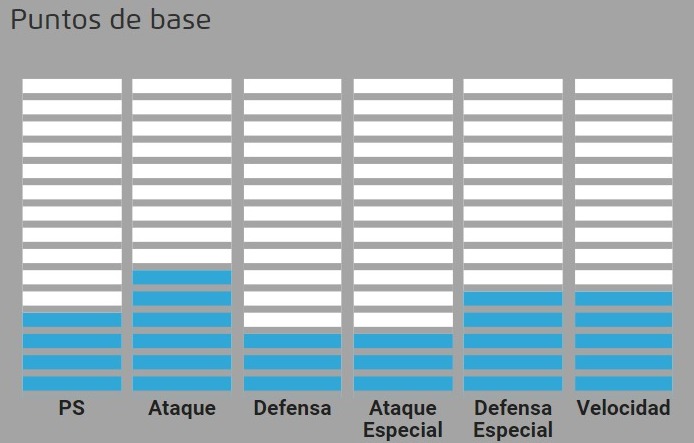 Puntos de base
PS
Ataque
Defensa
Ataque
Especial
Defensa
Especial
Velocidad